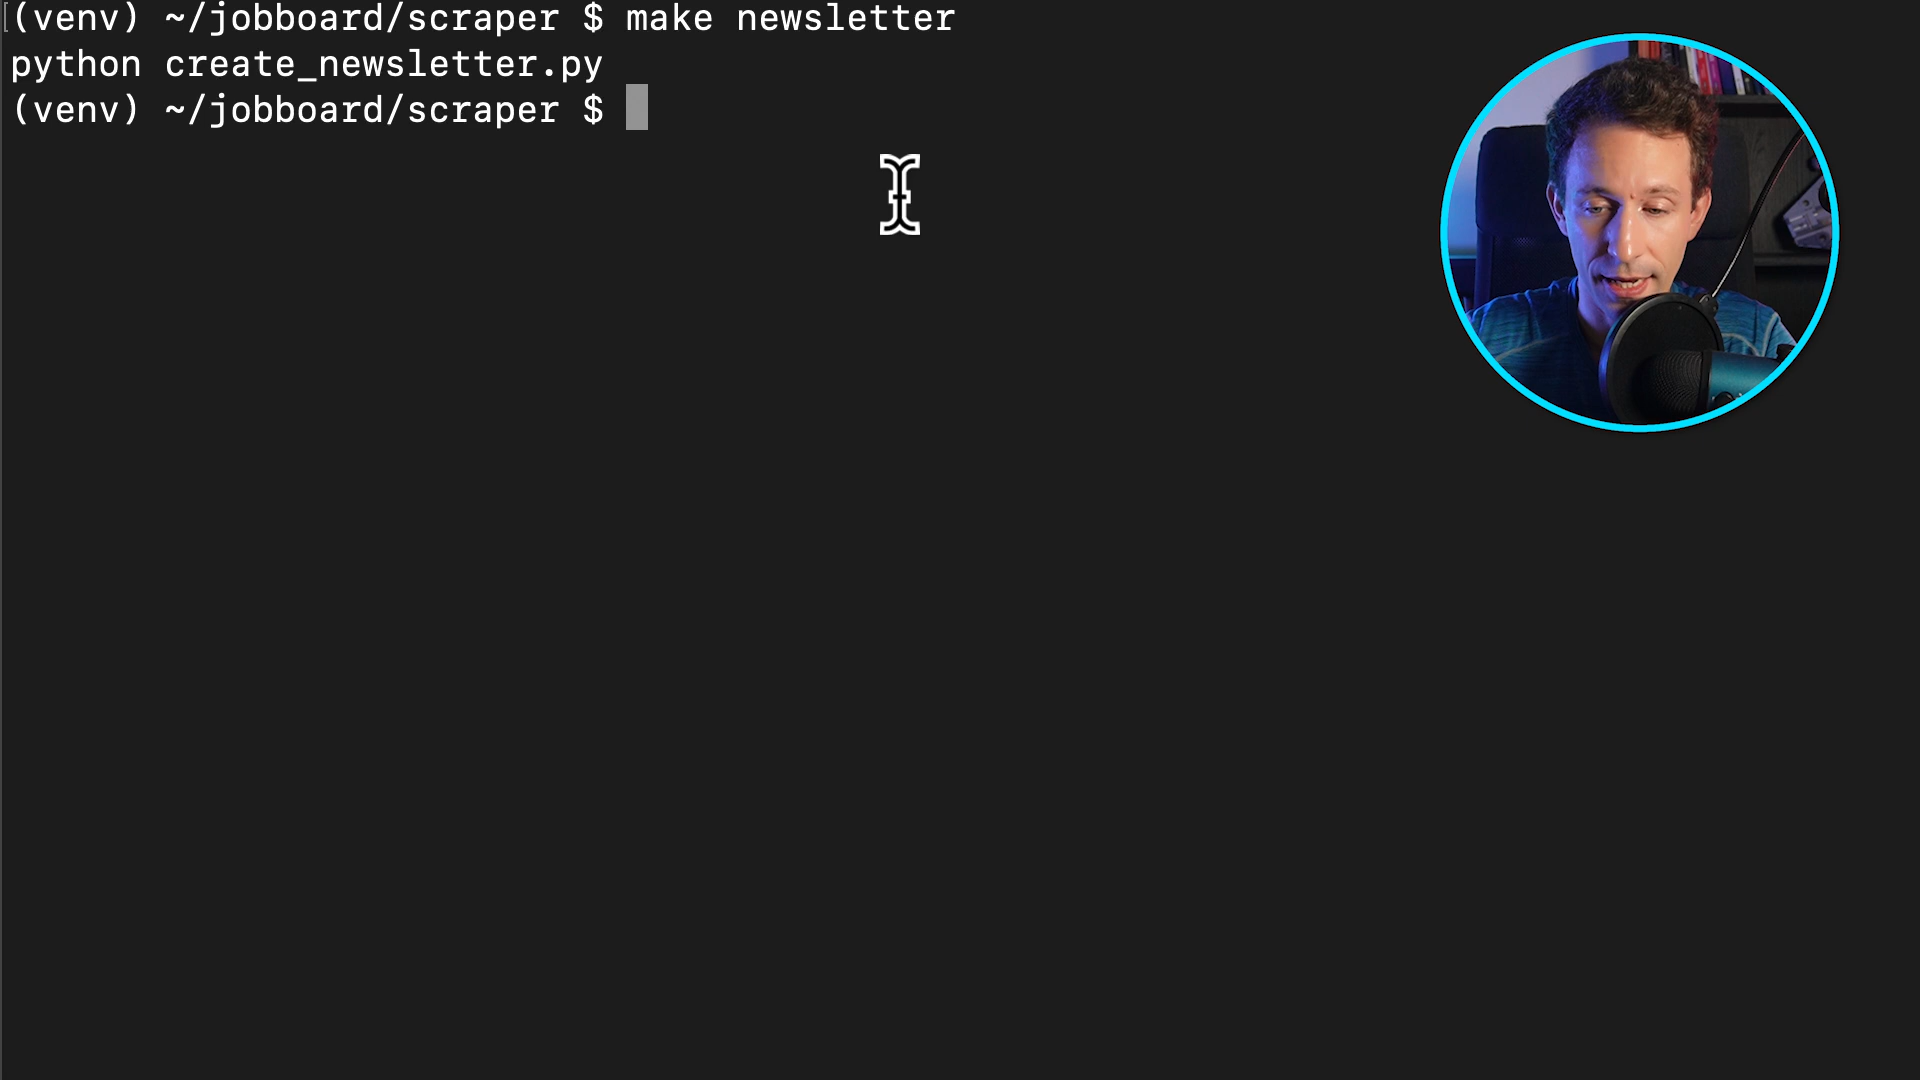 (venv) ~/jobboard/scraper $ make newsletter
python create_newsletter.py
(venv) ~/jobboard/scraper $